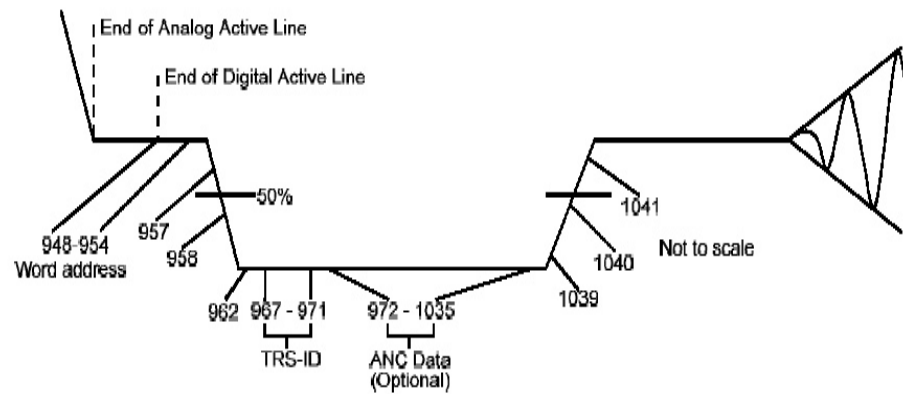 End of Analog Active Line
End of Digital Active Line
50%
948-954
Word address
957
958
962
967 - 971
TRS-ID
972 - 1035
ANC Data
(Optional)
1039
1040
1041
Not to scale